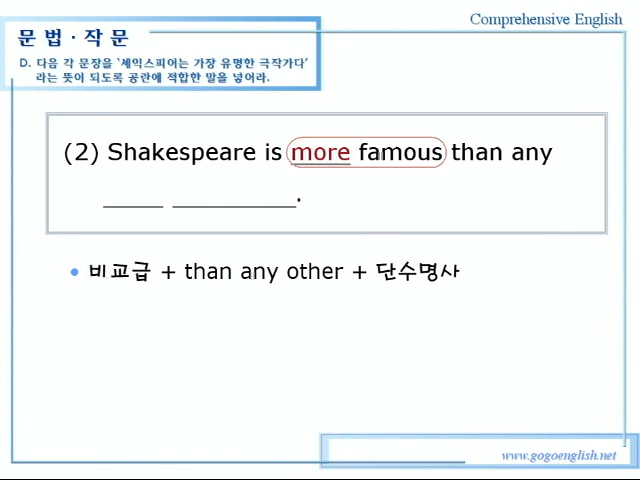 Comprehensive English
문법·작문
D. 다음 각 문장을 '셰익스피어는 가장 유명한 극작가다'
라는 뜻이 되도록 공란에 적합한 말을 넣어라.
(2) Shakespeare is more famous than any
_____ __________.
• 비교급 + than any other + 단수명사
www.gogoenglish.net